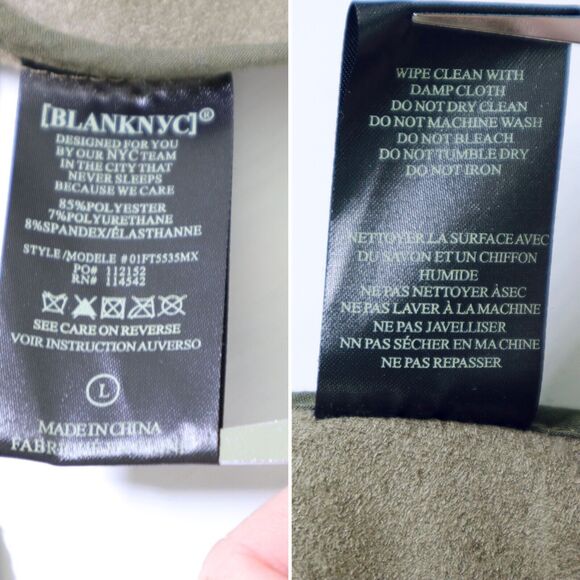 [BLANKNYC]®
DESIGNED FOR YOU
BY OUR NYC TEAM
IN THE CITY THAT
NEVER SLEEPS
BECAUSE WE CARE
85%POLYESTER
7%POLYURETHANE
8%SPANDEX/ÉLASTHANNE
STYLE/MODELE #01FT5535MX
PO# 112152
RN# 114542
SEE CARE ON REVERSE
VOIR INSTRUCTION AUVERSO
L
MADE IN CHINA
WIPE CLEAN WITH
DAMP CLOTH
DO NOT DRY CLEAN
DO NOT MACHINE WASH
DO NOT BLEACH
DO NOT TUMBLE DRY
DO NOT IRON
NETTOYER LA SURFACE AVEC
DU SAVON ET UN CHIFFON
HUMIDE
NE PAS NETTOYER ÀSEC
NE PAS LAVER À LA MACHINE
NE PAS JAVELLISER
NN PAS SÉCHER EN MACHINE
NE PAS REPASSER